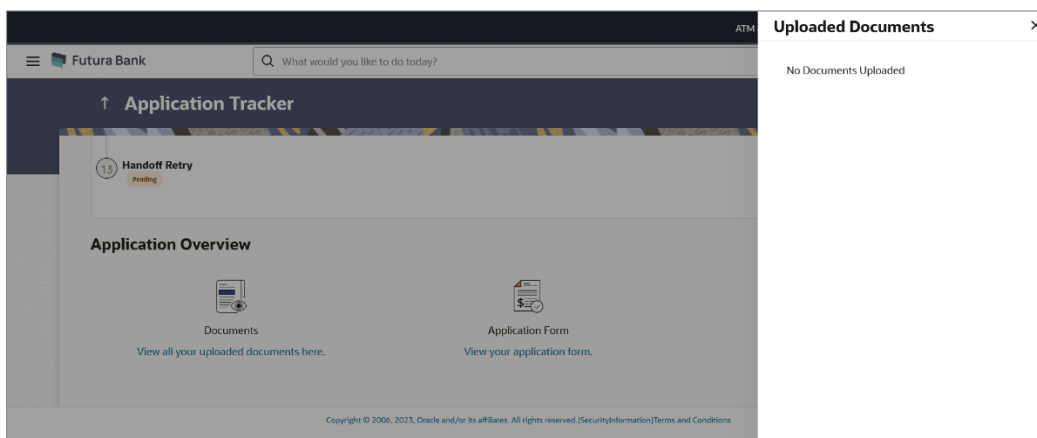 ATM
Uploaded Documents
Futura Bank
What would you like to do today?
No Documents Uploaded
↑ Application Tracker
13 Handoff Retry
Pending
Application Overview
Documents
Application Form
View all your uploaded documents here.
View your application form.
Copyright © 2006, 2023, Oracle and/or its affiliates. All rights reserved.|SecurityInformation|Terms and Conditions